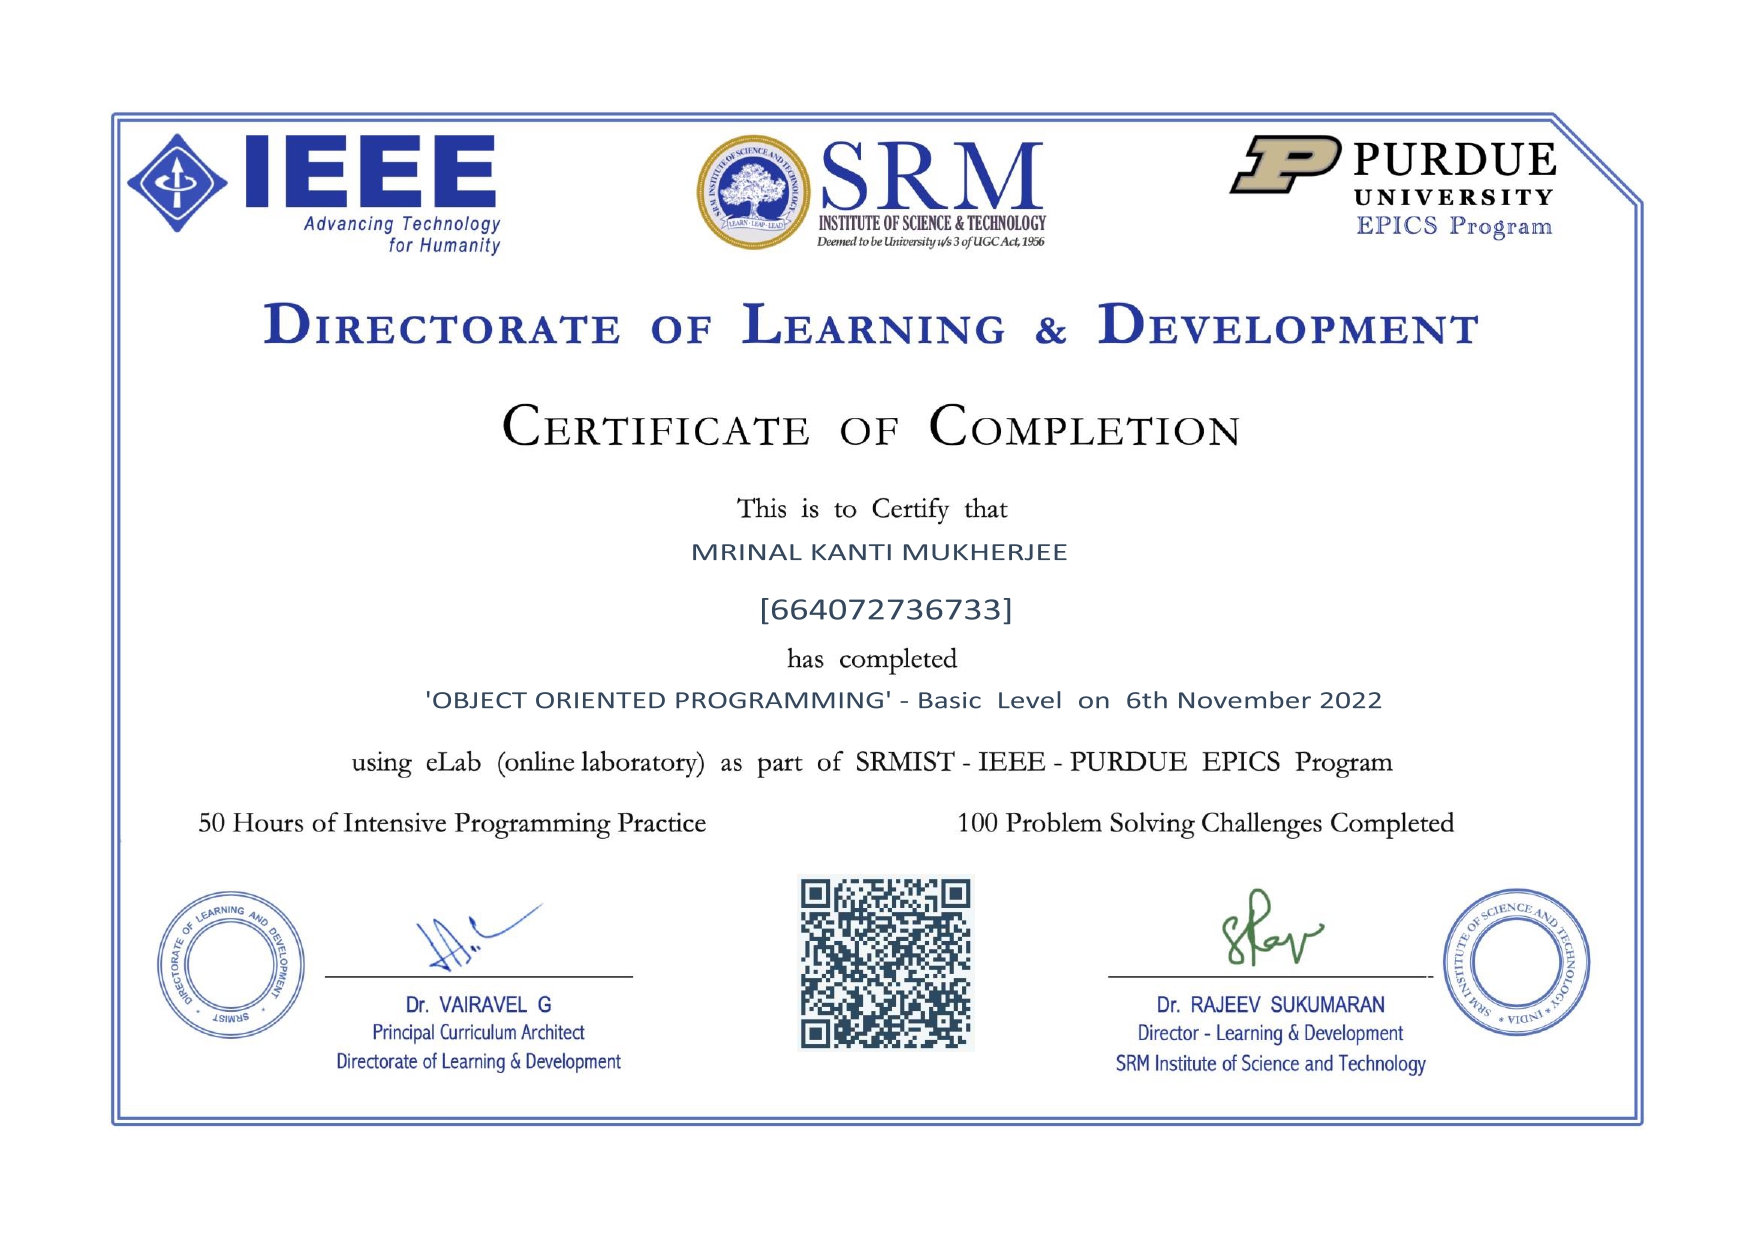 IEEE
Advancing Technology
for Humanity
SRM INSTITUTE OF SCIENCE AND TECHNOLOGY
LEARN - LEAP - LEAD
SRM
INSTITUTE OF SCIENCE & TECHNOLOGY
Deemed to be University u/s 3 of UGC Act, 1956
P
PURDUE
UNIVERSITY
EPICS Program
DIRECTORATE OF LEARNING & DEVELOPMENT
CERTIFICATE OF COMPLETION
This is to Certify that
MRINAL KANTI MUKHERJEE
[664072736733]
has completed
'OBJECT ORIENTED PROGRAMMING' - Basic Level on 6th November 2022
using eLab (online laboratory) as part of SRMIST - IEEE - PURDUE EPICS Program
50 Hours of Intensive Programming Practice
100 Problem Solving Challenges Completed
DIRECTORATE OF LEARNING AND DEVELOPMENT * SRMIST *
Dr. VAIRAVEL G
Principal Curriculum Architect
Directorate of Learning & Development
Dr. RAJEEV SUKUMARAN
Director - Learning & Development
SRM Institute of Science and Technology
SRM INSTITUTE OF SCIENCE AND TECHNOLOGY * INDIA *